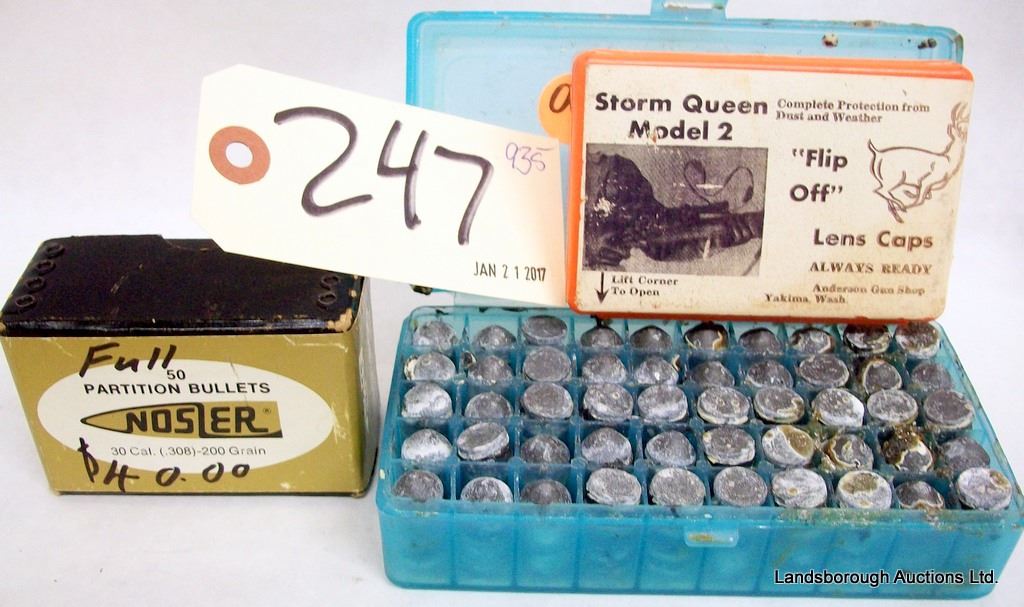 247
935
JAN 21 2017
Storm Queen
Model 2
Complete Protection from
Dust and Weather
"Flip
Off"
Lens Caps
ALWAYS READY
Anderson Gun Shop
Yakima, Wash.
Lift Corner
To Open
Full
50
PARTITION BULLETS
NOSLER®
30 Cal. (.308)-200 Grain
$40.00
Landsborough Auctions Ltd.